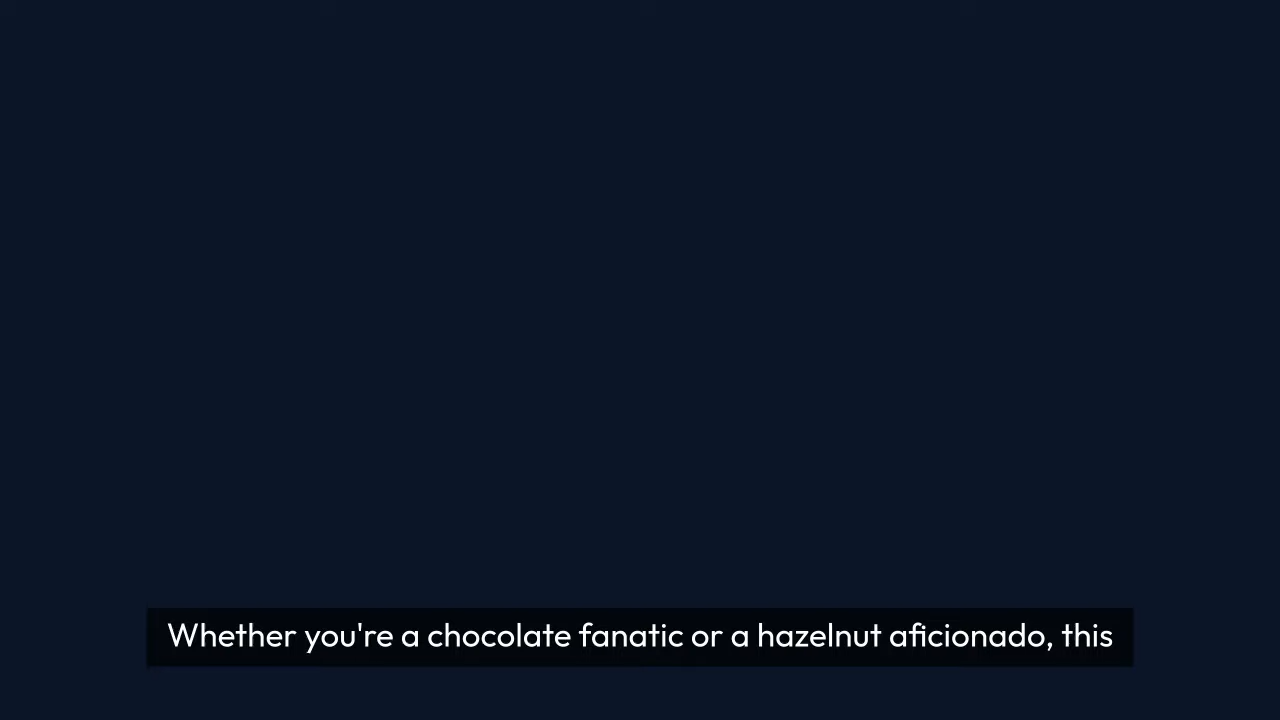 Whether you're a chocolate fanatic or a hazelnut aficionado, this